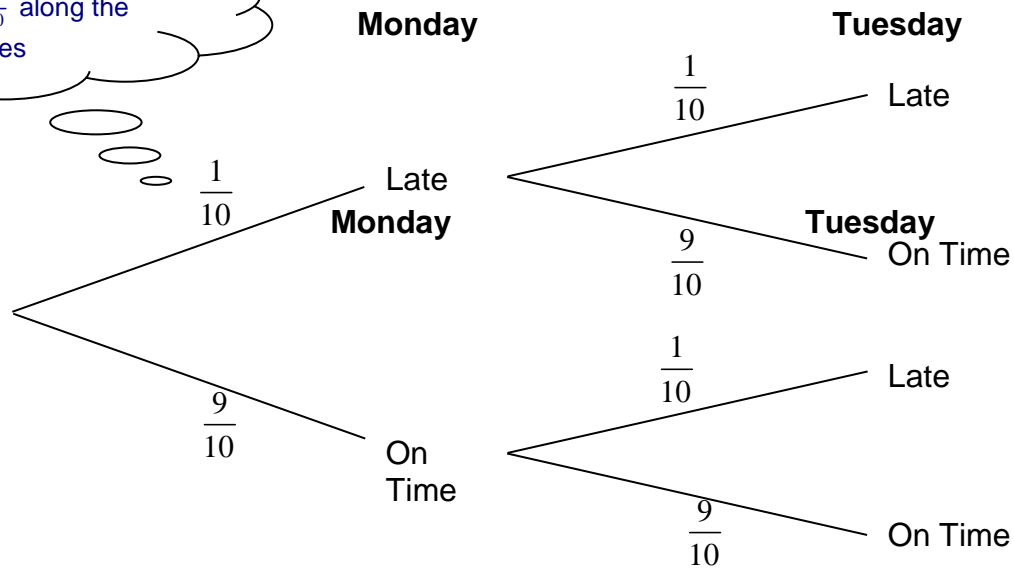 along the
es
Monday Tuesday
1/10
Late
1/10
Late
Monday Tuesday
9/10
On Time
1/10
Late
9/10
On
Time
9/10
On Time